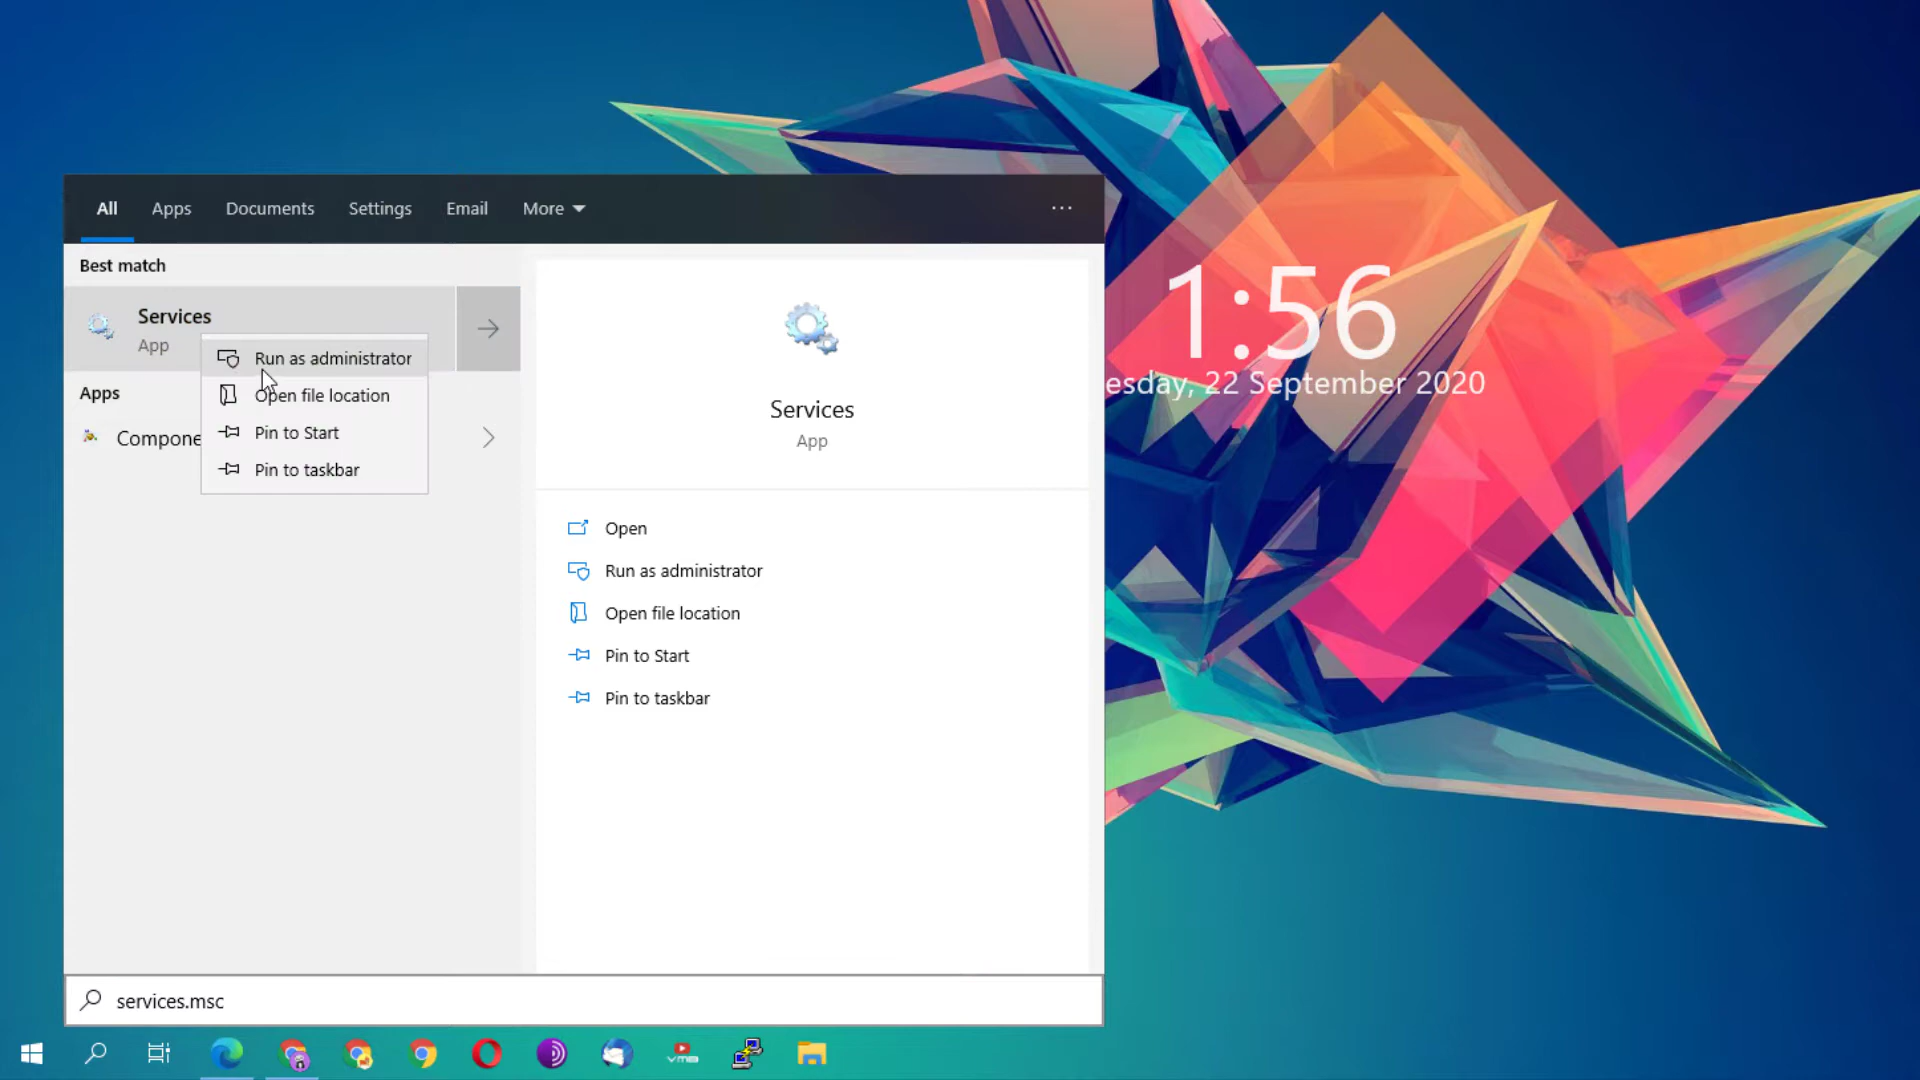 All Apps Documents Settings Email More ...
Best match
Services
App
Run as administrator
Open file location
Pin to Start
Pin to taskbar
Apps
Compone
Services
App
Open
Run as administrator
Open file location
Pin to Start
Pin to taskbar
1:56
esday, 22 September 2020
services.msc